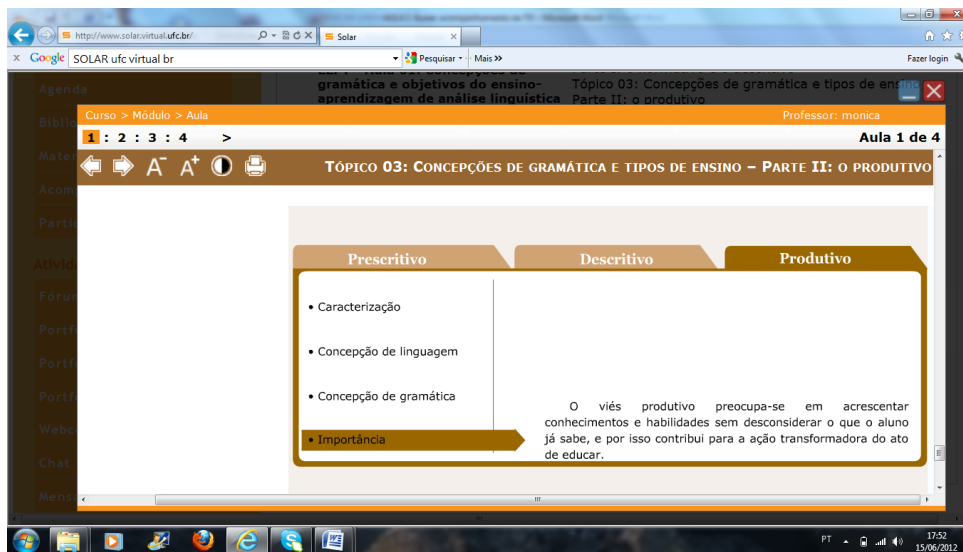 http://www.solar.virtual.ufc.br/
Solar
x Google SOLAR ufc virtual br Pesquisar Mais >> Fazer login
gramática e objetivos do ensino-
aprendizagem de análise linguística
Tópico 03: Concepções de gramática e tipos de ensino
Parte II: o produtivo
Agenda
Curso > Módulo > Aula Professor: monica
1 : 2 : 3 : 4 > Aula 1 de 4
A- A+ TÓPICO 03: CONCEPÇÕES DE GRAMÁTICA E TIPOS DE ENSINO – PARTE II: O PRODUTIVO
Prescritivo Descritivo Produtivo
• Caracterização
• Concepção de linguagem
• Concepção de gramática
• Importância
O viés produtivo preocupa-se em acrescentar
conhecimentos e habilidades sem desconsiderar o que o aluno
já sabe, e por isso contribui para a ação transformadora do ato
de educar.
Chat
PT 17:52
15/06/2012